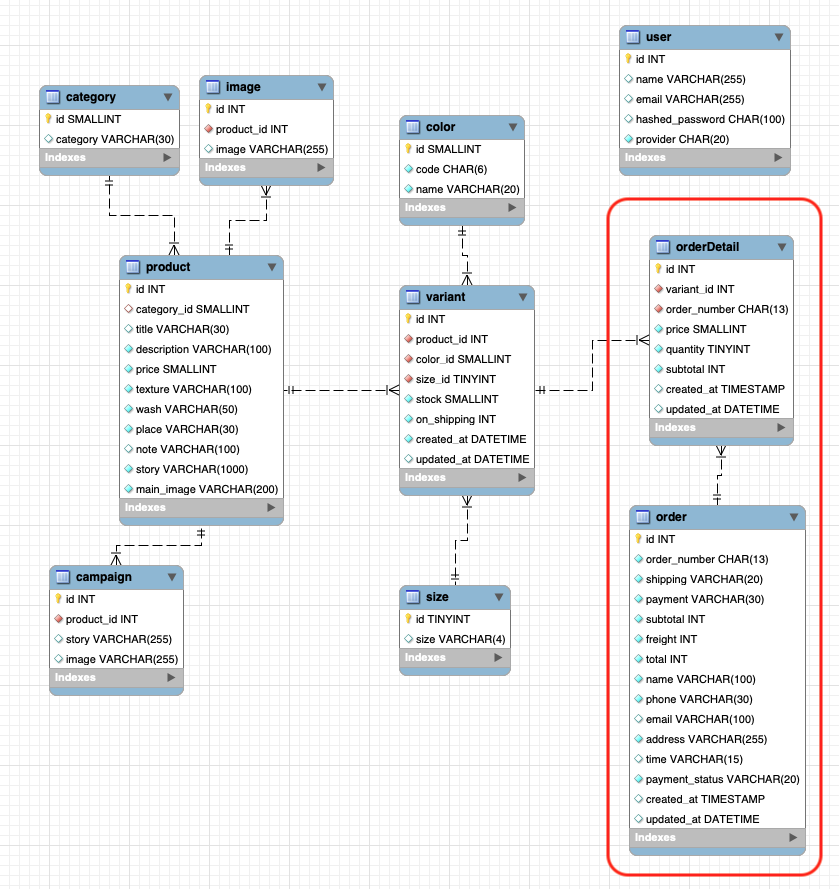 category
id SMALLINT
category VARCHAR(30)
Indexes
image
id INT
product_id INT
image VARCHAR(255)
Indexes
color
id SMALLINT
code CHAR(6)
name VARCHAR(20)
Indexes
user
id INT
name VARCHAR(255)
email VARCHAR(255)
hashed_password CHAR(100)
provider CHAR(20)
Indexes
product
id INT
category_id SMALLINT
title VARCHAR(30)
description VARCHAR(100)
price SMALLINT
texture VARCHAR(100)
wash VARCHAR(50)
place VARCHAR(30)
note VARCHAR(100)
story VARCHAR(1000)
main_image VARCHAR(200)
Indexes
variant
id INT
product_id INT
color_id SMALLINT
size_id TINYINT
stock SMALLINT
on_shipping INT
created_at DATETIME
updated_at DATETIME
Indexes
orderDetail
id INT
variant_id INT
order_number CHAR(13)
price SMALLINT
quantity TINYINT
subtotal INT
created_at TIMESTAMP
updated_at DATETIME
Indexes
campaign
id INT
product_id INT
story VARCHAR(255)
image VARCHAR(255)
Indexes
size
id TINYINT
size VARCHAR(4)
Indexes
order
id INT
order_number CHAR(13)
shipping VARCHAR(20)
payment VARCHAR(30)
subtotal INT
freight INT
total INT
name VARCHAR(100)
phone VARCHAR(30)
email VARCHAR(100)
address VARCHAR(255)
time VARCHAR(15)
payment_status VARCHAR(20)
created_at TIMESTAMP
updated_at DATETIME
Indexes